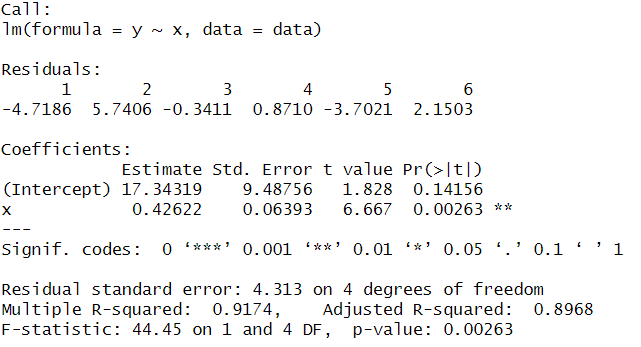 Call:
lm(formula = y ~ x, data = data)
Residuals:
1 2 3 4 5 6
-4.7186 5.7406 -0.3411 0.8710 -3.7021 2.1503
Coefficients:
Estimate Std. Error t value Pr(>|t|)
(Intercept) 17.34319 9.48756 1.828 0.14156
x 0.42622 0.06393 6.667 0.00263 **
---
Signif. codes: 0 ‘***’ 0.001 ‘**’ 0.01 ‘*’ 0.05 ‘.’ 0.1 ‘ ’ 1
Residual standard error: 4.313 on 4 degrees of freedom
Multiple R-squared: 0.9174, Adjusted R-squared: 0.8968
F-statistic: 44.45 on 1 and 4 DF, p-value: 0.00263